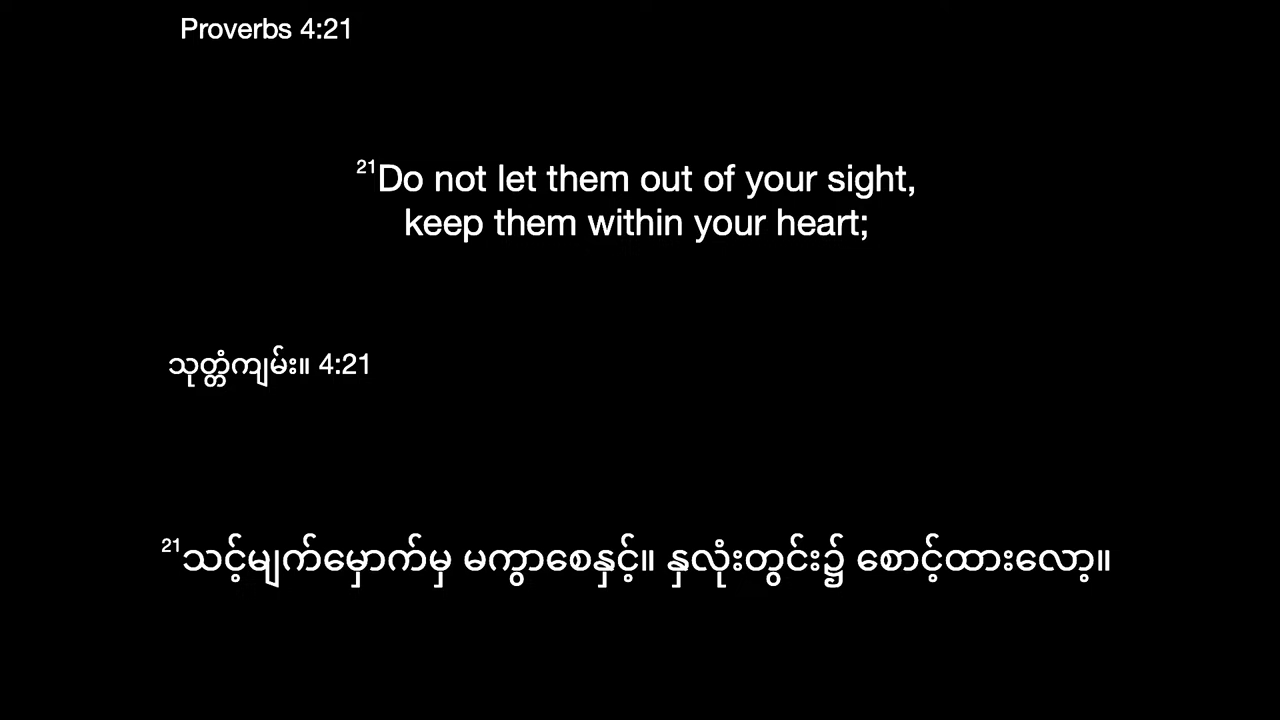 Proverbs 4:21
21Do not let them out of your sight,
keep them within your heart;
သုတ္တံကျမ်း။ 4:21
21သင့်မျက်မှောက်မှ မကွာစေနှင့်။ နှလုံးတွင်း၌ စောင့်ထားလော့။